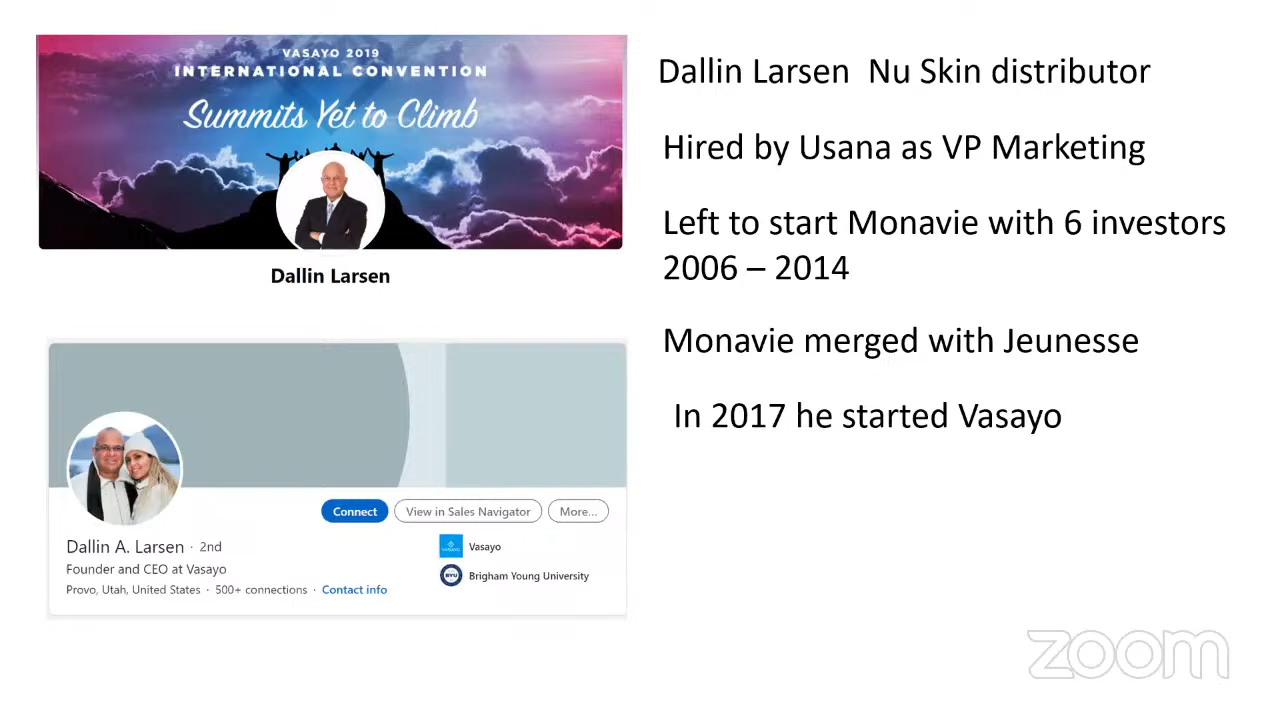 VASAYO 2019
INTERNATIONAL CONVENTION
Summits Yet to Climb
Dallin Larsen
Dallin Larsen Nu Skin distributor
Hired by Usana as VP Marketing
Left to start Monavie with 6 investors
2006 – 2014
Monavie merged with Jeunesse
In 2017 he started Vasayo
Connect
View in Sales Navigator
More...
Dallin A. Larsen · 2nd
Founder and CEO at Vasayo
Provo, Utah, United States · 500+ connections · Contact info
VASAYO
Vasayo
BYU
Brigham Young University
zoom